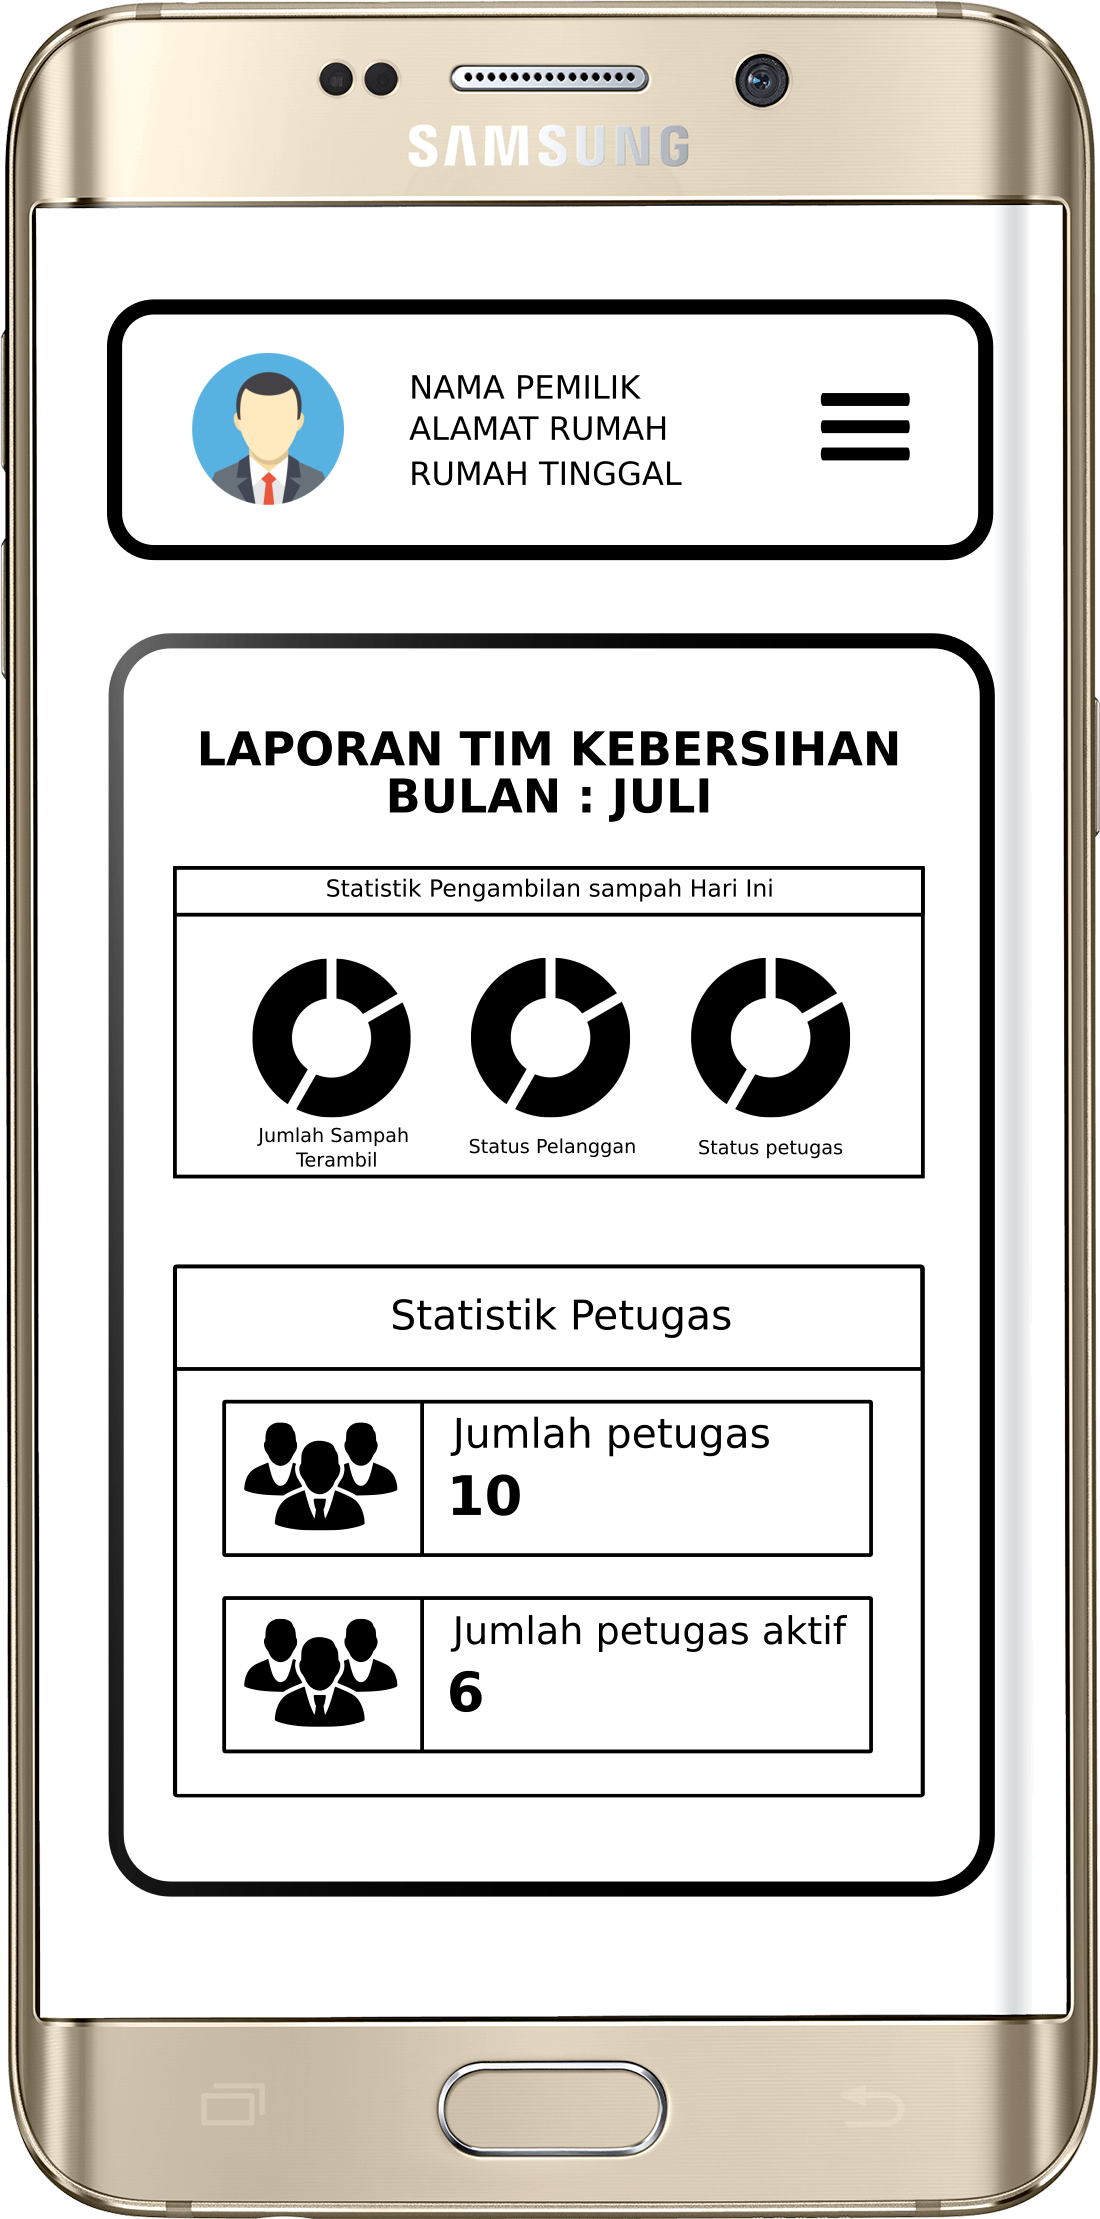 SAMSUNG
NAMA PEMILIK
ALAMAT RUMAH
RUMAH TINGGAL
LAPORAN TIM KEBERSIHAN
BULAN : JULI
Statistik Pengambilan sampah Hari Ini
Jumlah Sampah
Terambil
Status Pelanggan
Status petugas
Statistik Petugas
Jumlah petugas
10
Jumlah petugas aktif
6